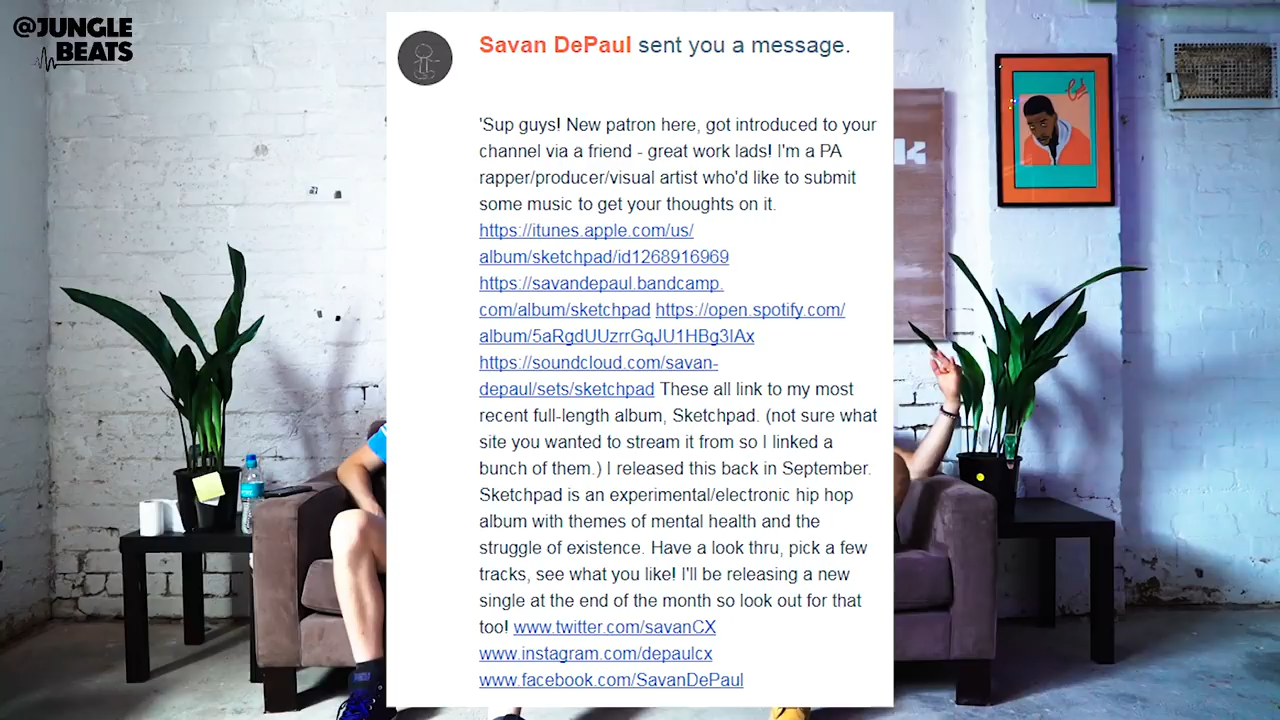 @JUNGLE
BEATS
Savan DePaul sent you a message.
'Sup guys! New patron here, got introduced to your
channel via a friend - great work lads! I'm a PA
rapper/producer/visual artist who'd like to submit
some music to get your thoughts on it.
https://itunes.apple.com/us/
album/sketchpad/id1268916969
https://savandepaul.bandcamp.
com/album/sketchpad https://open.spotify.com/
album/5aRgdUUzrrGqJU1HBg3lAx
https://soundcloud.com/savan-
depaul/sets/sketchpad These all link to my most
recent full-length album, Sketchpad. (not sure what
site you wanted to stream it from so I linked a
bunch of them.) I released this back in September.
Sketchpad is an experimental/electronic hip hop
album with themes of mental health and the
struggle of existence. Have a look thru, pick a few
tracks, see what you like! I'll be releasing a new
single at the end of the month so look out for that
too! www.twitter.com/savanCX
www.instagram.com/depaulcx
www.facebook.com/SavanDePaul